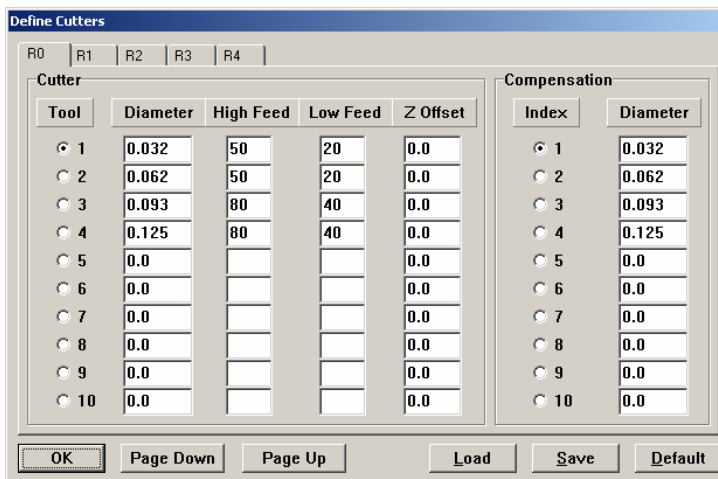 Define Cutters
R0 R1 R2 R3 R4
Cutter Compensation
Tool Diameter High Feed Low Feed Z Offset Index Diameter
1 0.032 50 20 0.0 1 0.032
2 0.062 50 20 0.0 2 0.062
3 0.093 80 40 0.0 3 0.093
4 0.125 80 40 0.0 4 0.125
5 0.0 0.0 5 0.0
6 0.0 0.0 6 0.0
7 0.0 0.0 7 0.0
8 0.0 0.0 8 0.0
9 0.0 0.0 9 0.0
10 0.0 0.0 10 0.0
OK Page Down Page Up Load Save Default